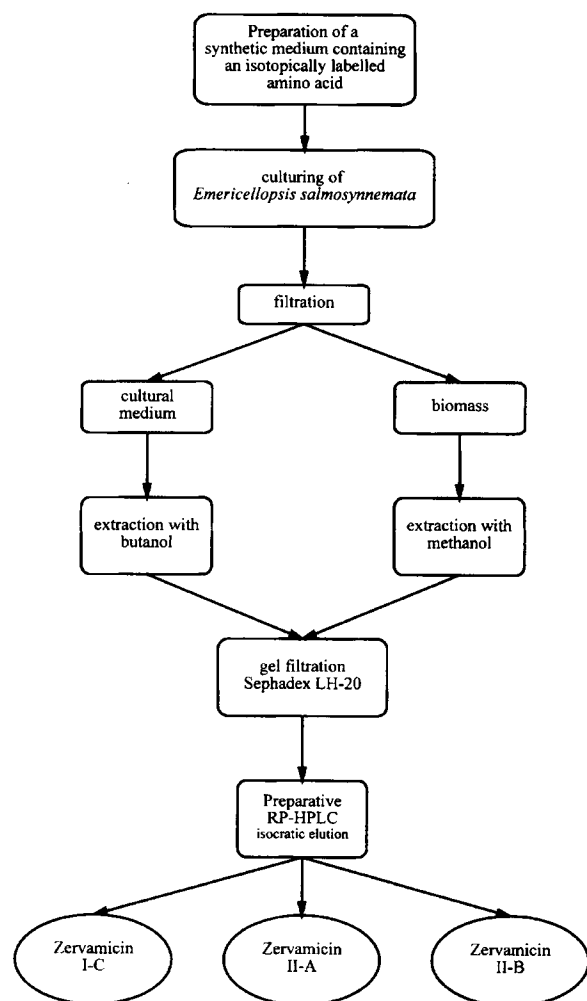 Preparation of a
synthetic medium containing
an isotopically labelled
amino acid
culturing of
Emericellopsis salmosynnemata
filtration
cultural
medium
biomass
extraction with
butanol
extraction with
methanol
gel filtration
Sephadex LH-20
Preparative
RP-HPLC
isocratic elution
Zervamicin
I-C
Zervamicin
II-A
Zervamicin
II-B